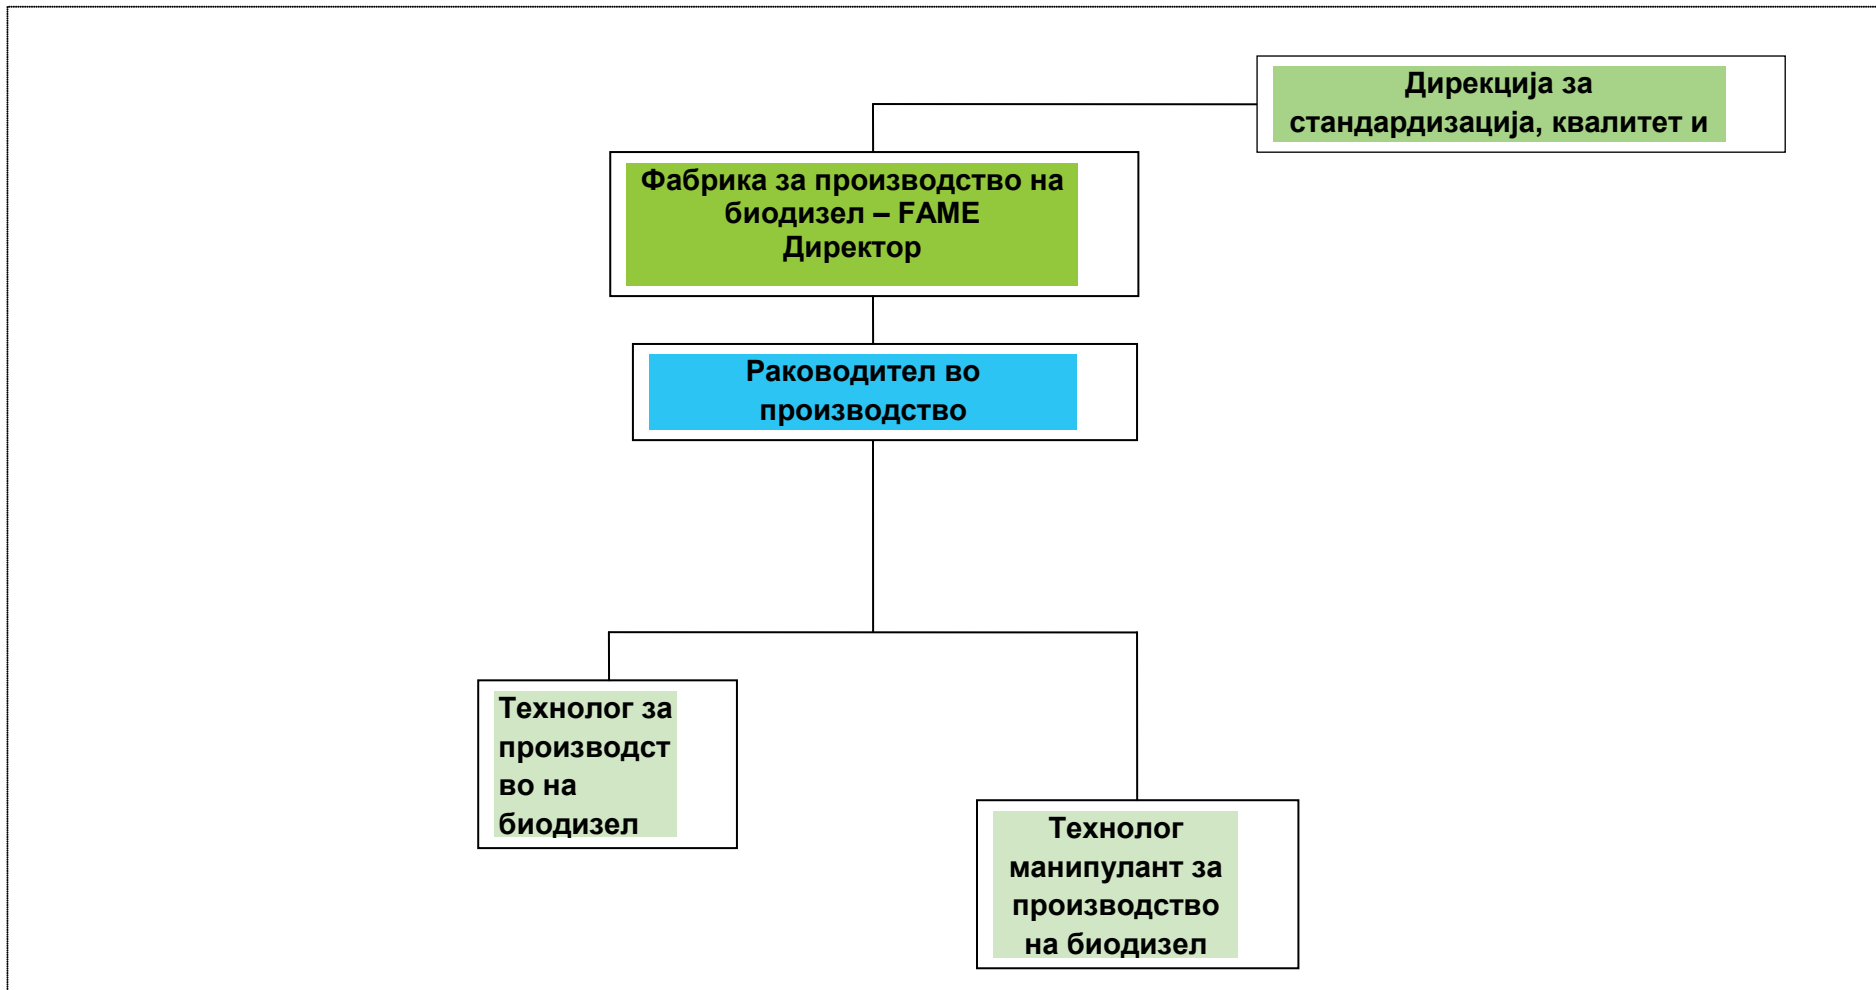 Дирекција за
стандардизација, квалитет и
Фабрика за производство на
биодизел – FAME
Директор
Раководител во
производство
Технолог за
производст
во на
биодизел
Технолог
манипулант за
производство
на биодизел